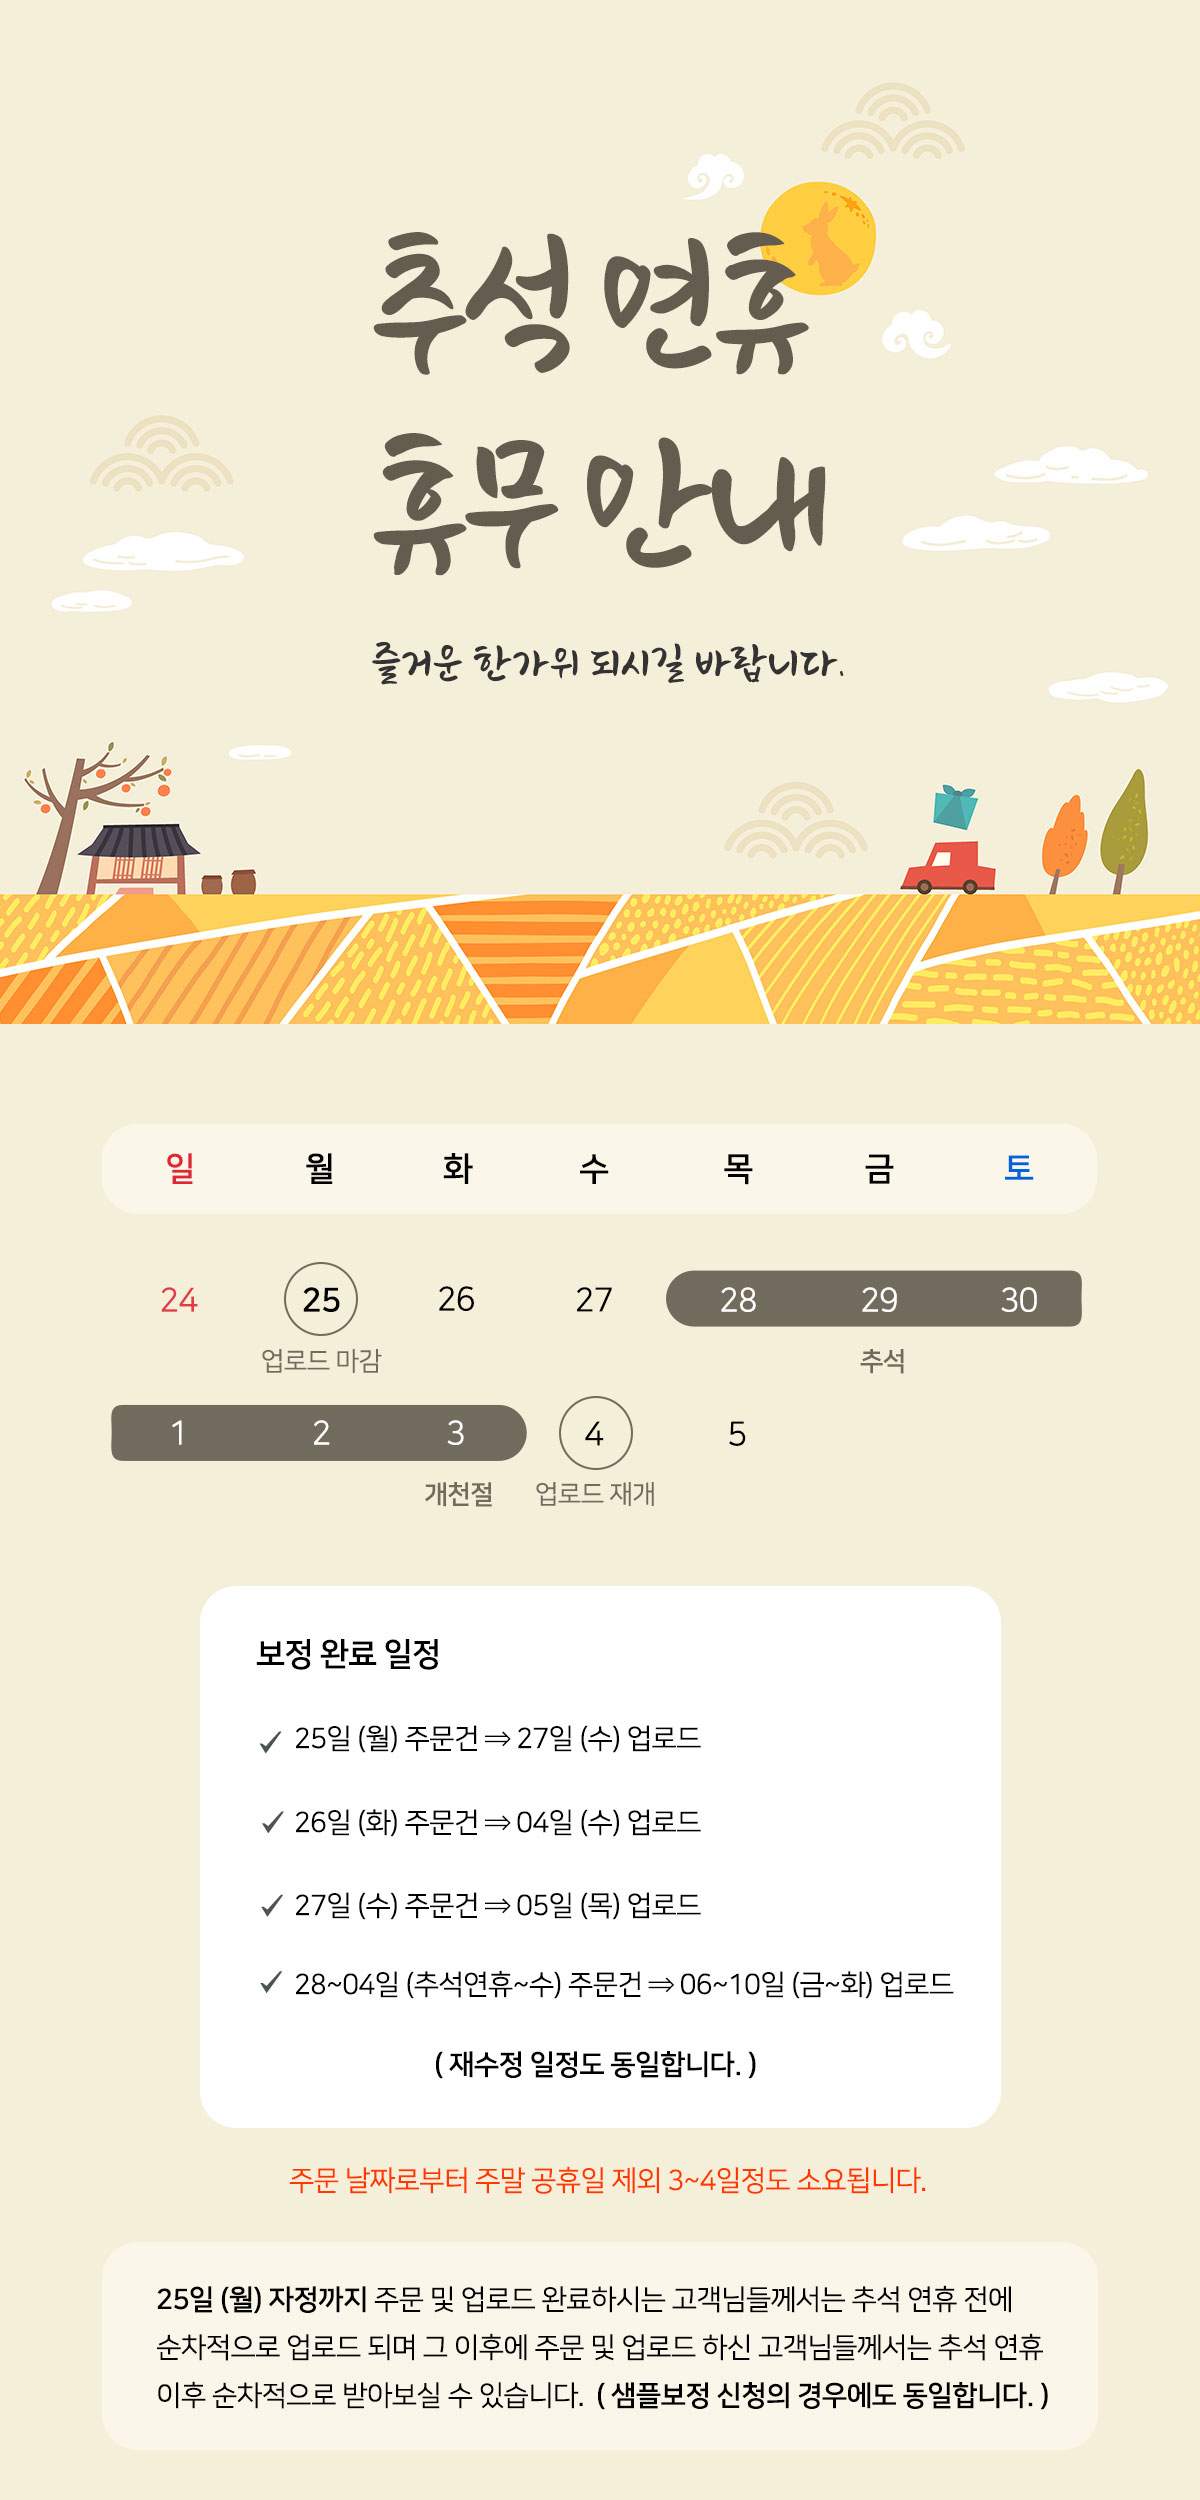 추석 연휴
휴무 안내
즐거운 한가위 되시길 바랍니다.
일 월 화 수 목 금 토
24 25 26 27 28 29 30
업로드 마감 추석
1 2 3 4 5
개천절 업로드 재개
보정 완료 일정
25일 (월) 주문건 ⇒ 27일 (수) 업로드
26일 (화) 주문건 ⇒ 04일 (수) 업로드
27일 (수) 주문건 ⇒ 05일 (목) 업로드
28~04일 (추석연휴~수) 주문건 ⇒ 06~10일 (금~화) 업로드
( 재수정 일정도 동일합니다. )
주문 날짜로부터 주말 공휴일 제외 3~4일정도 소요됩니다.
25일 (월) 자정까지 주문 및 업로드 완료하시는 고객님들께서는 추석 연휴 전에
순차적으로 업로드 되며 그 이후에 주문 및 업로드 하신 고객님들께서는 추석 연휴
이후 순차적으로 받아보실 수 있습니다. ( 샘플보정 신청의 경우에도 동일합니다. )